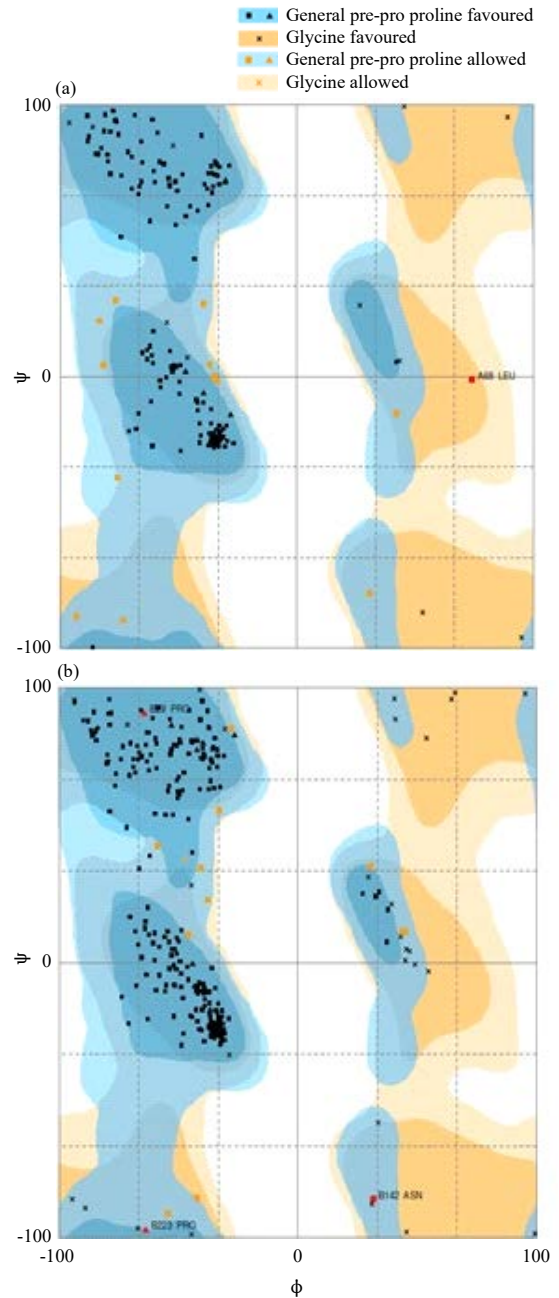 General pre-pro proline favoured
Glycine favoured
General pre-pro proline allowed
Glycine allowed
(a)
100
A68 LEU
ψ 0
-100
(b)
100
PRO
ψ 0
B142 ASN
B223 PRO
-100
-100 0 100
ϕ